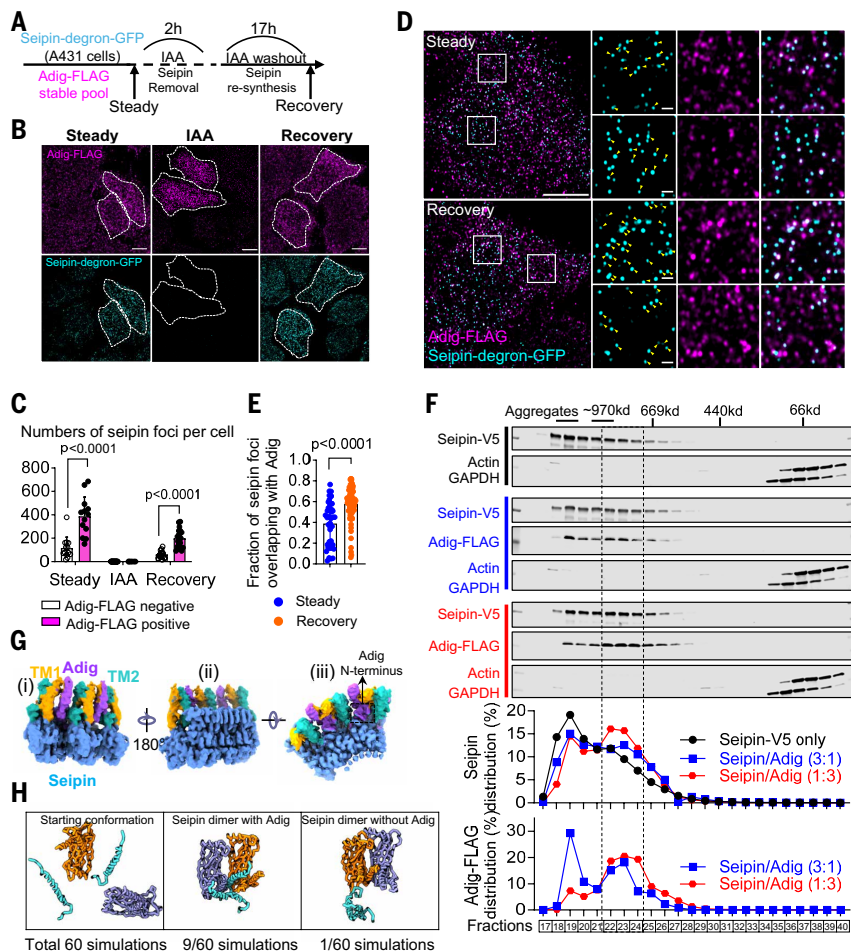 A
Seipin-degron-GFP
(A431 cells)
Adig-FLAG
stable pool
2h
IAA
Seipin
Removal
17h
IAA washout
Seipin
re-synthesis
Steady
Recovery
B
Steady IAA Recovery
Adig-FLAG
Seipin-degron-GFP
C
Numbers of seipin foci per cell
p<0.0001
p<0.0001
800
600
400
200
0
Steady IAA Recovery
Adig-FLAG negative
Adig-FLAG positive
D
Steady
Recovery
Adig-FLAG
Seipin-degron-GFP
E
Fraction of seipin foci
overlapping with Adig
p<0.0001
1.0
0.8
0.6
0.4
0.2
0.0
Steady
Recovery
F
Aggregates ~970kd 669kd 440kd 66kd
Seipin-V5
Actin
GAPDH
Seipin-V5
Adig-FLAG
Actin
GAPDH
Seipin-V5
Adig-FLAG
Actin
GAPDH
Seipin
distribution (%)
20
15
10
5
0
Seipin-V5 only
Seipin/Adig (3:1)
Seipin/Adig (1:3)
Adig-FLAG
distribution (%)
30
20
10
0
Seipin/Adig (3:1)
Seipin/Adig (1:3)
Fractions 17 18 19 20 21 22 23 24 25 26 27 28 29 30 31 32 33 34 35 36 37 38 39 40
G
(i) TM1 Adig TM2
180°
(ii)
(iii)
Adig
N-terminus
Seipin
H
Starting conformation
Seipin dimer with Adig
Seipin dimer without Adig
Total 60 simulations 9/60 simulations 1/60 simulations